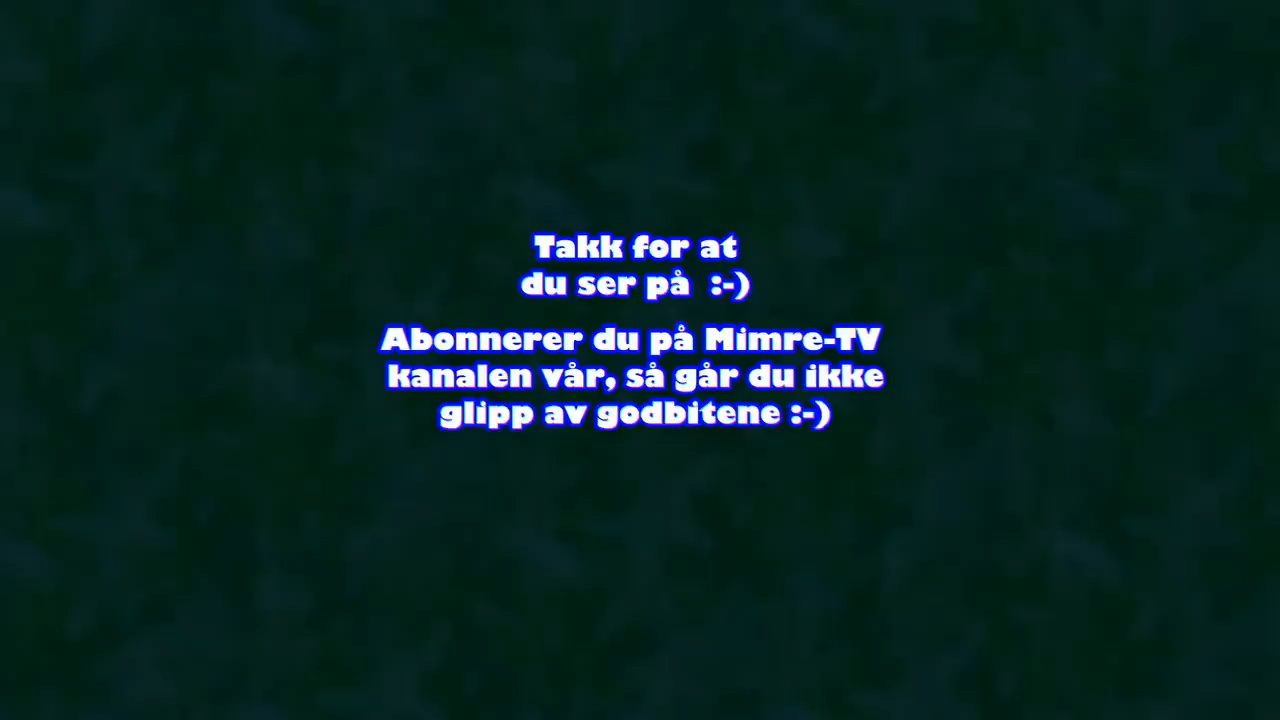 Takk for at
du ser på :-)
Abonnerer du på Mimre-TV
kanalen vår, så går du ikke
glipp av godbitene :-)